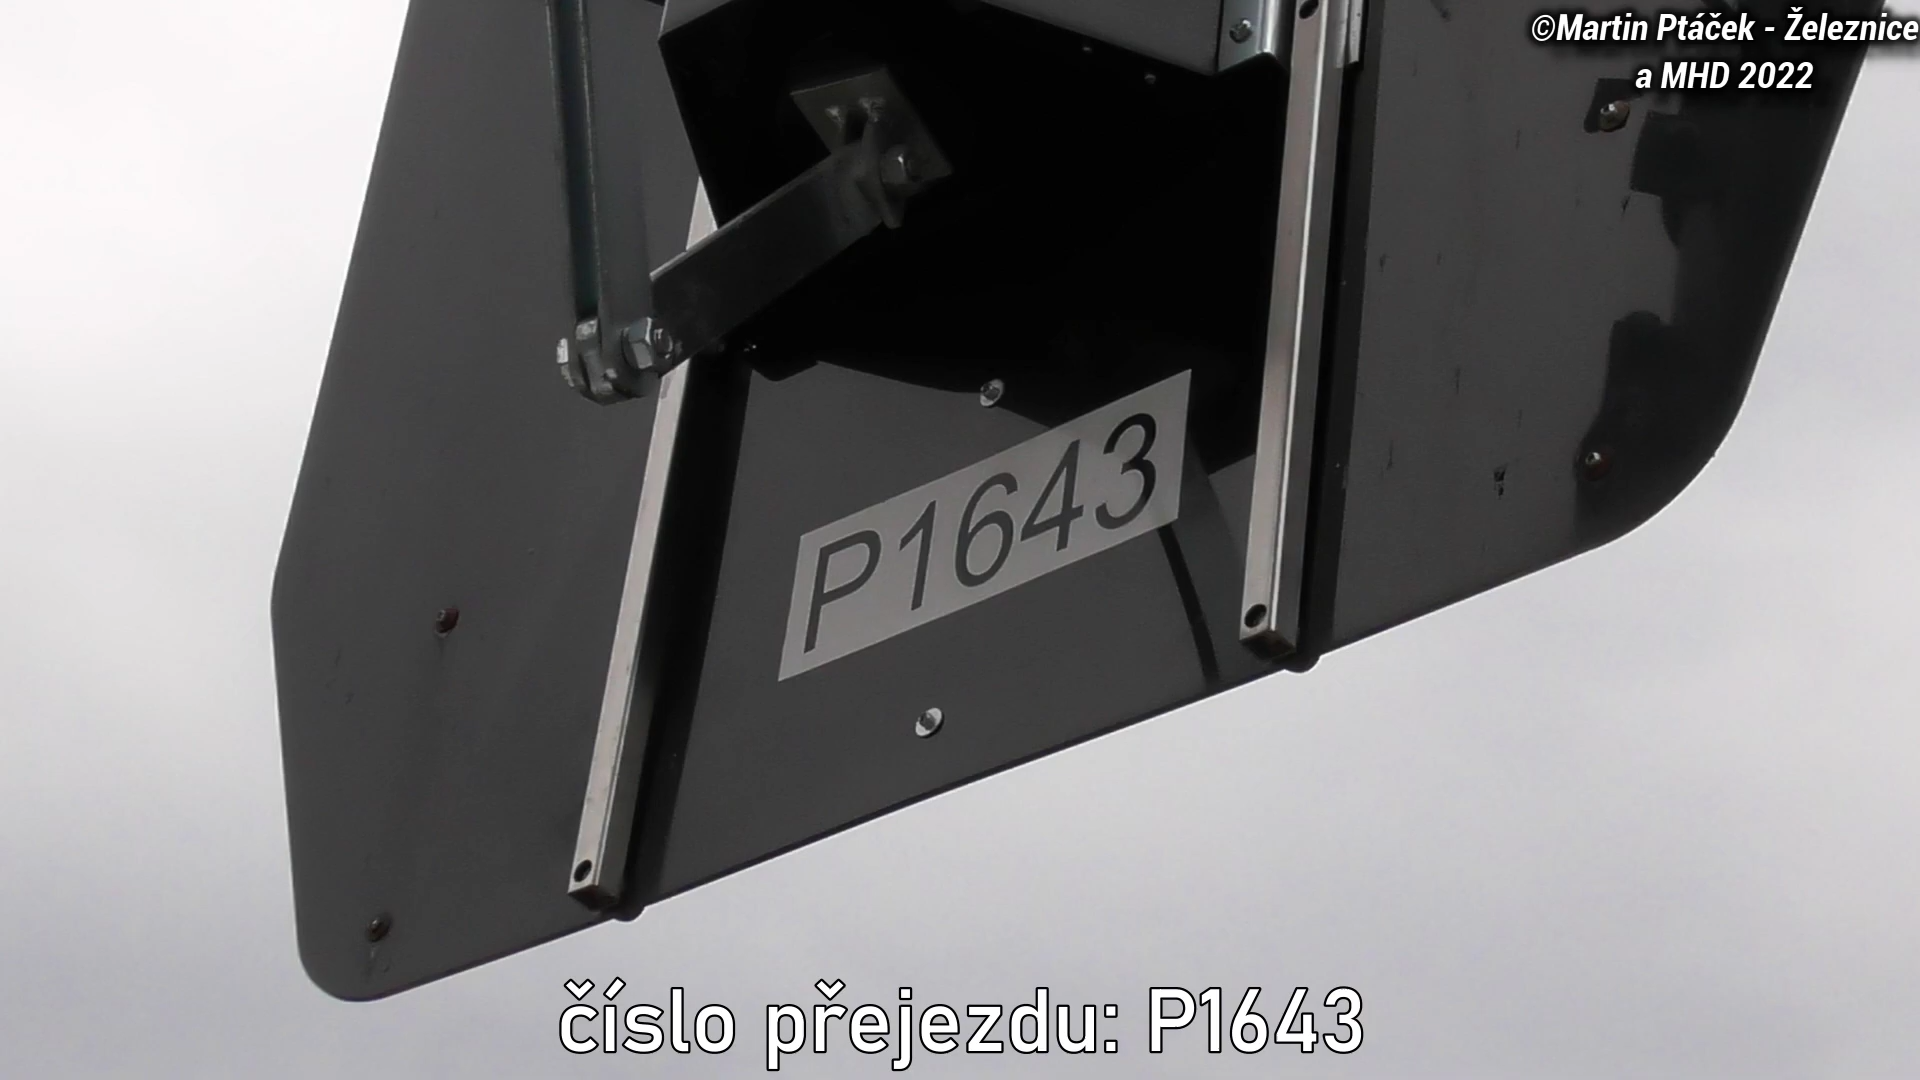 ©Martin Ptáček - Železnice
a MHD 2022
P1643
číslo přejezdu: P1643